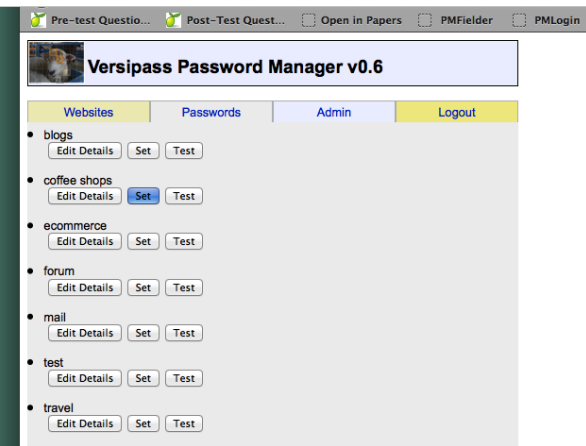 Pre-test Questio... Post-Test Quest... Open in Papers PMFielder PMLogin
Versipass Password Manager v0.6
Websites Passwords Admin Logout
blogs
Edit Details Set Test
coffee shops
Edit Details Set Test
ecommerce
Edit Details Set Test
forum
Edit Details Set Test
mail
Edit Details Set Test
test
Edit Details Set Test
travel
Edit Details Set Test